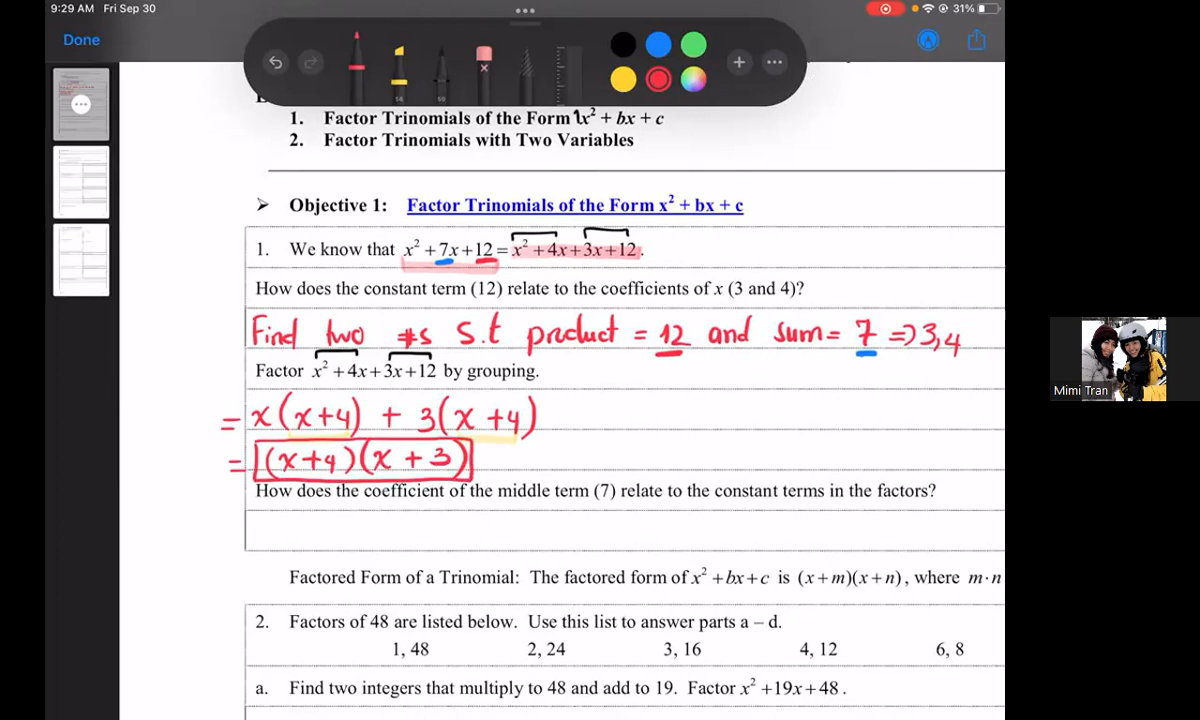 9:29 AM Fri Sep 30
31%
Done
1. Factor Trinomials of the Form 1x² + bx + c
2. Factor Trinomials with Two Variables
➢ Objective 1: Factor Trinomials of the Form x² + bx + c
1. We know that x² + 7x + 12 = x² + 4x + 3x + 12.
How does the constant term (12) relate to the coefficients of x (3 and 4)?
Find two #s s.t product = 12 and sum = 7 => 3,4
Factor x² + 4x + 3x + 12 by grouping.
= x(x+4) + 3(x+4)
= (x+4)(x+3)
How does the coefficient of the middle term (7) relate to the constant terms in the factors?
Factored Form of a Trinomial: The factored form of x² + bx + c is (x+m)(x+n), where m·n
2. Factors of 48 are listed below. Use this list to answer parts a – d.
1, 48 2, 24 3, 16 4, 12 6, 8
a. Find two integers that multiply to 48 and add to 19. Factor x² + 19x + 48.
Mimi Tran